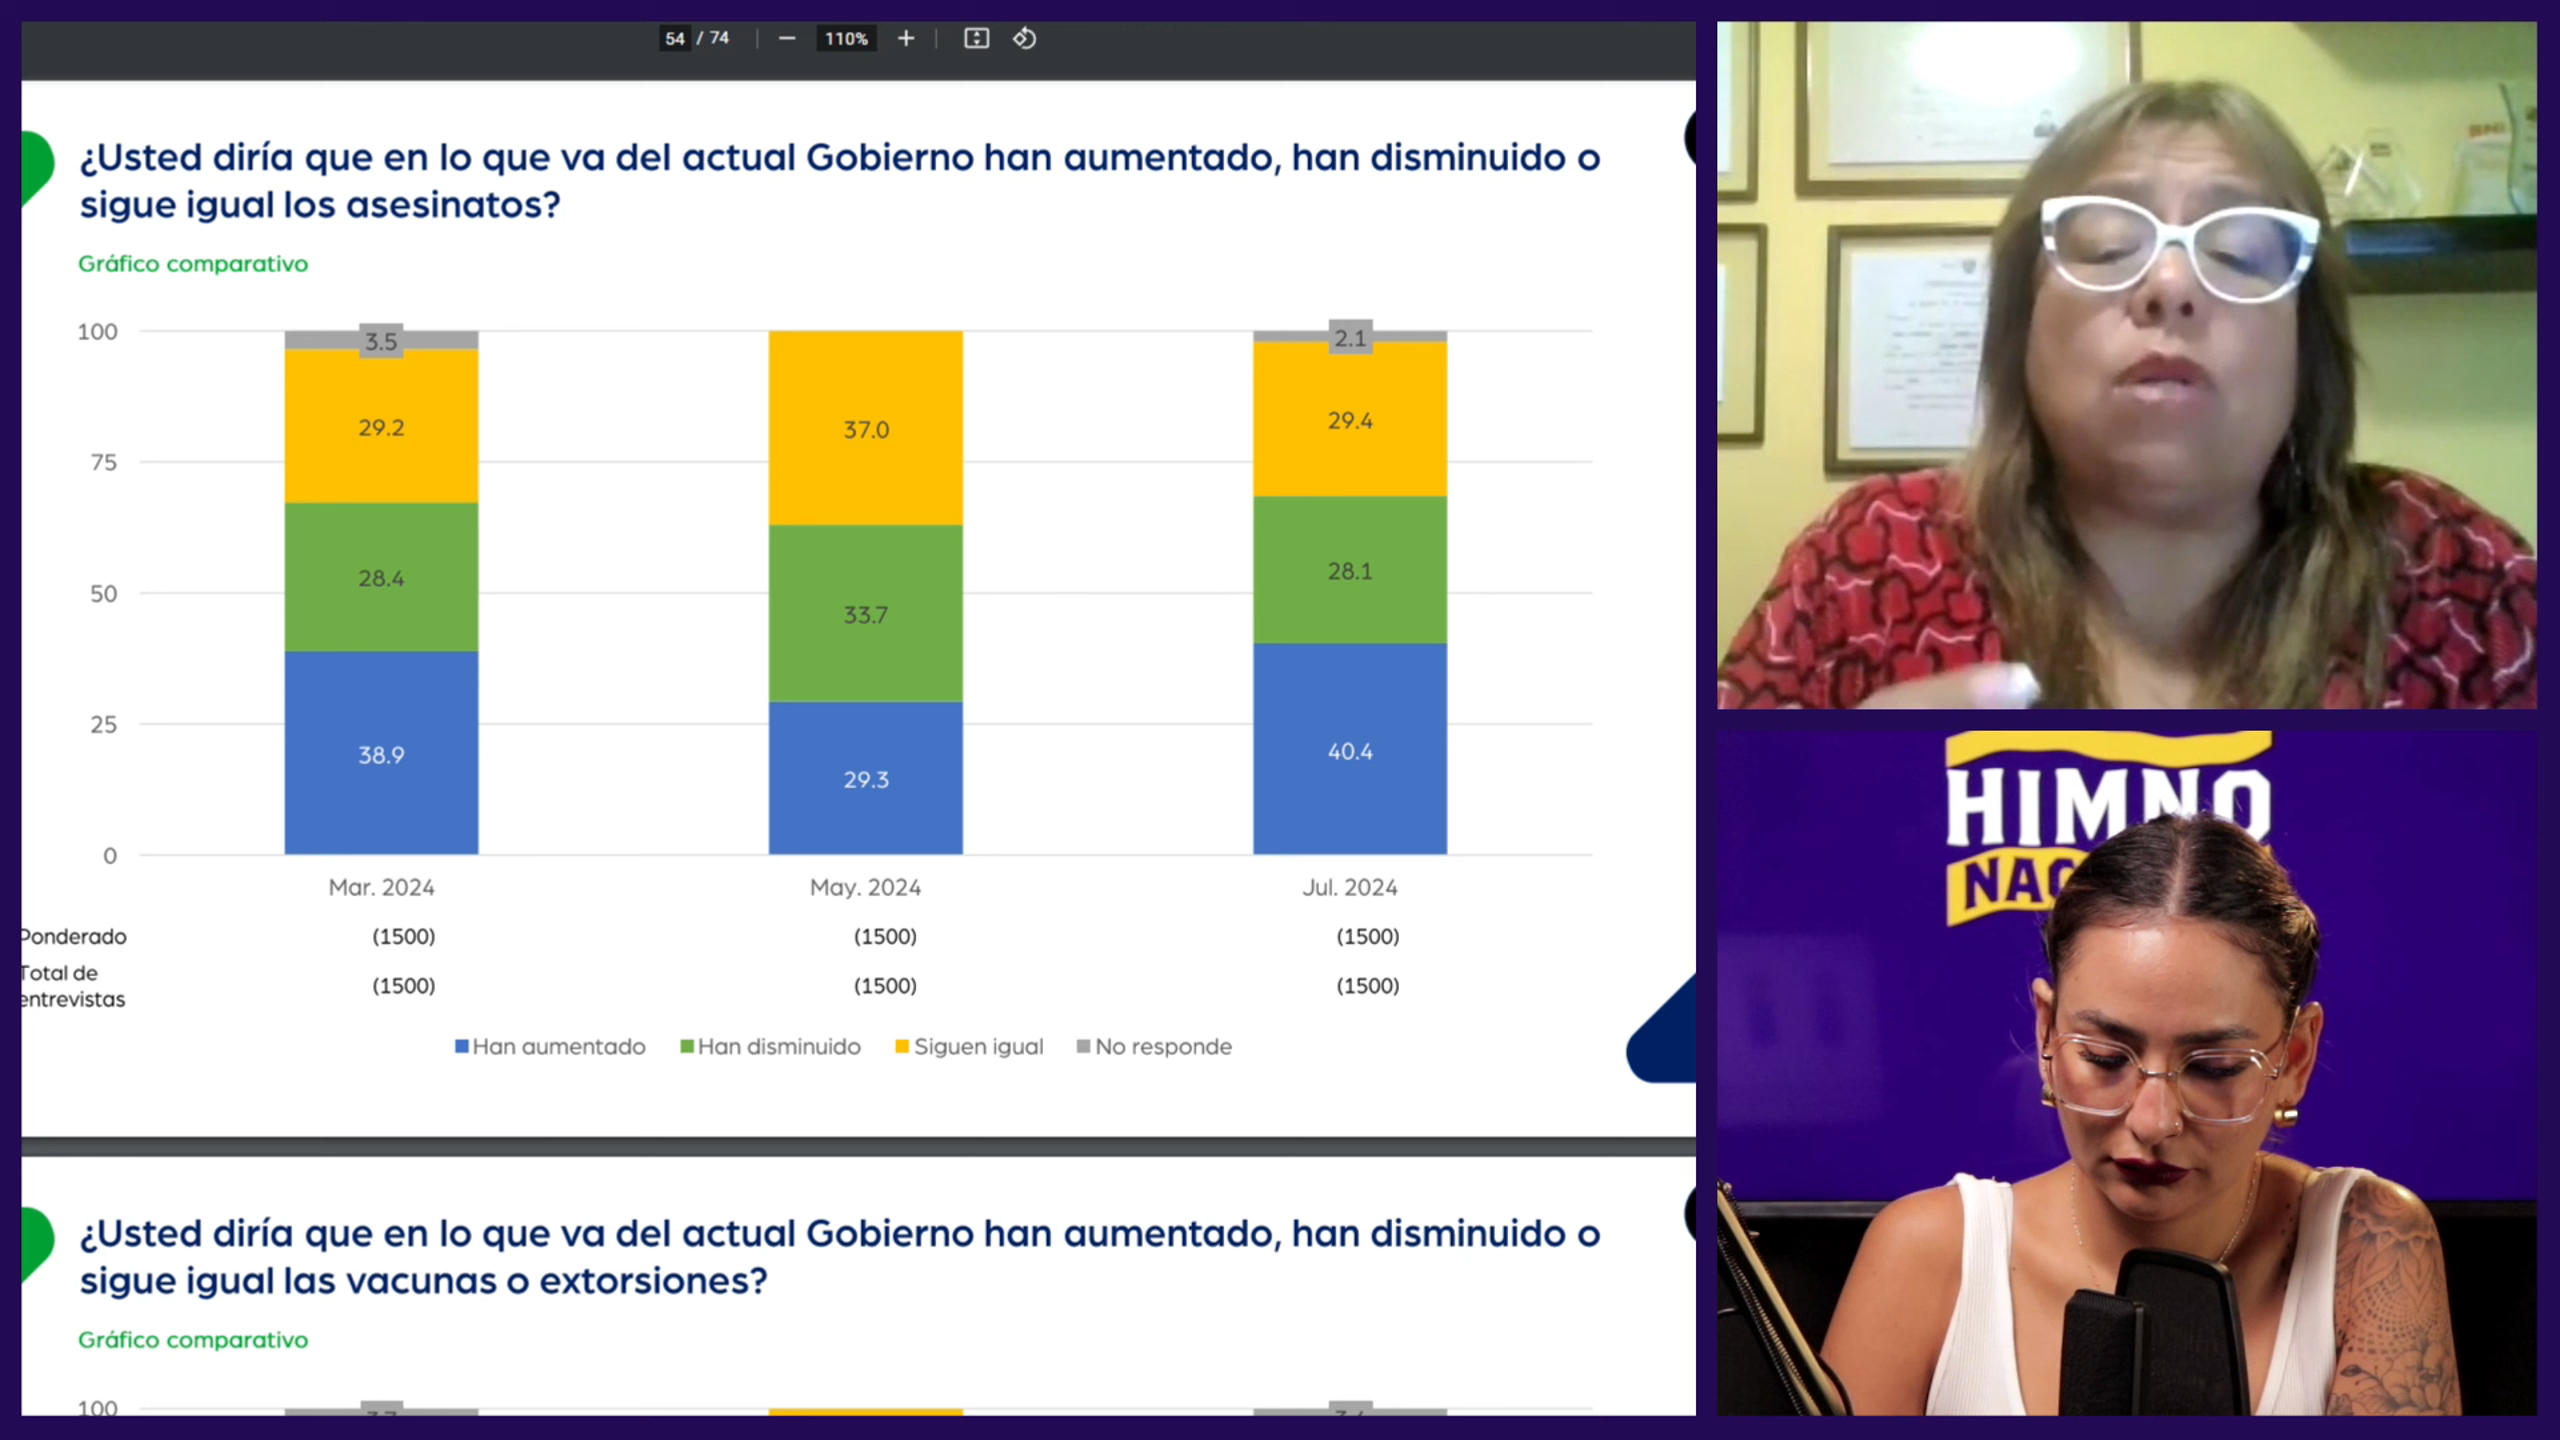 54 / 74
110%
¿Usted diría que en lo que va del actual Gobierno han aumentado, han disminuido o
sigue igual los asesinatos?
Gráfico comparativo
100
75
50
25
0
3.5
29.2
28.4
38.9
37.0
33.7
29.3
2.1
29.4
28.1
40.4
Mar. 2024
May. 2024
Jul. 2024
Ponderado
(1500)
(1500)
(1500)
Total de
entrevistas
(1500)
(1500)
(1500)
Han aumentado
Han disminuido
Siguen igual
No responde
¿Usted diría que en lo que va del actual Gobierno han aumentado, han disminuido o
sigue igual las vacunas o extorsiones?
Gráfico comparativo
100
HIMNO
NAC